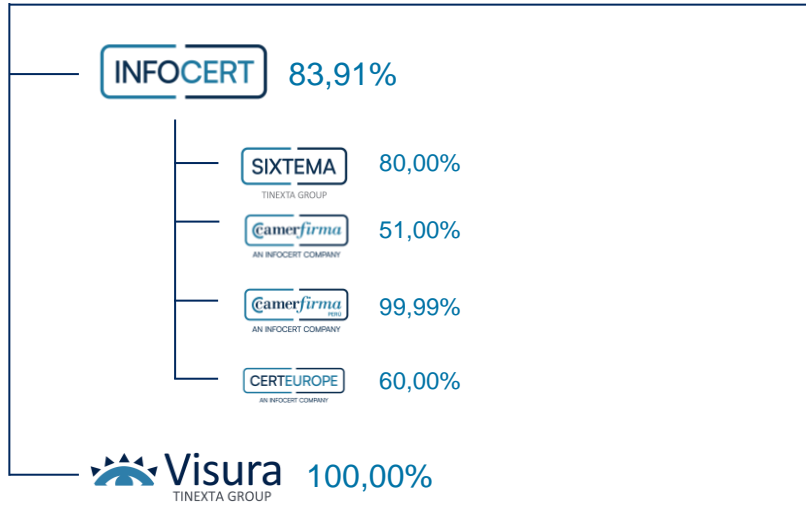 INFOCERT 83,91%
SIXTEMA 80,00%
TINEXTA GROUP
Camerfirma 51,00%
AN INFOCERT COMPANY
Camerfirma 99,99%
PERÚ
AN INFOCERT COMPANY
CERTEUROPE 60,00%
AN INFOCERT COMPANY
Visura 100,00%
TINEXTA GROUP